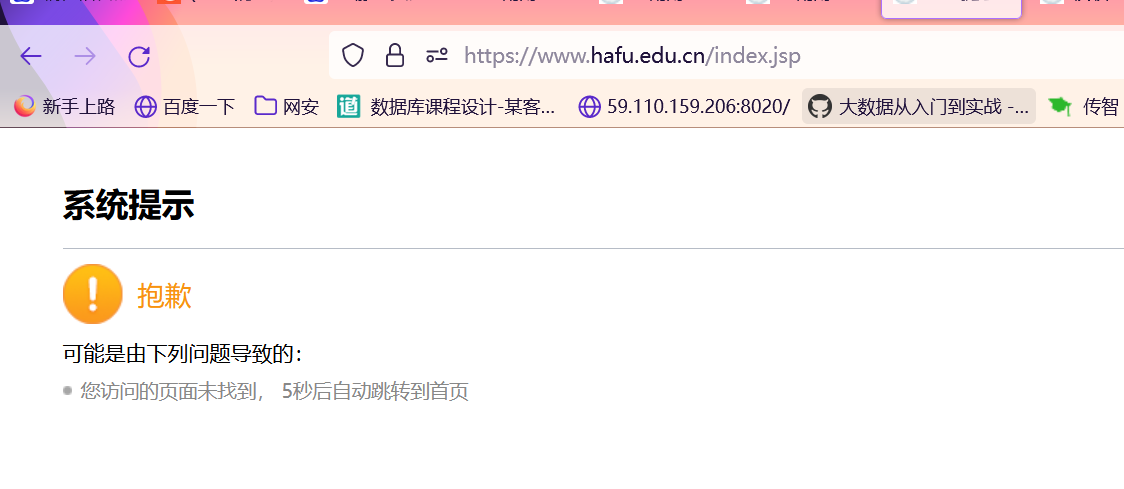 https://www.hafu.edu.cn/index.jsp
新手上路 百度一下 网安 数据库课程设计-某客... 59.110.159.206:8020/ 大数据从入门到实战 -... 传智
系统提示
抱歉
可能是由下列问题导致的：
您访问的页面未找到， 5秒后自动跳转到首页